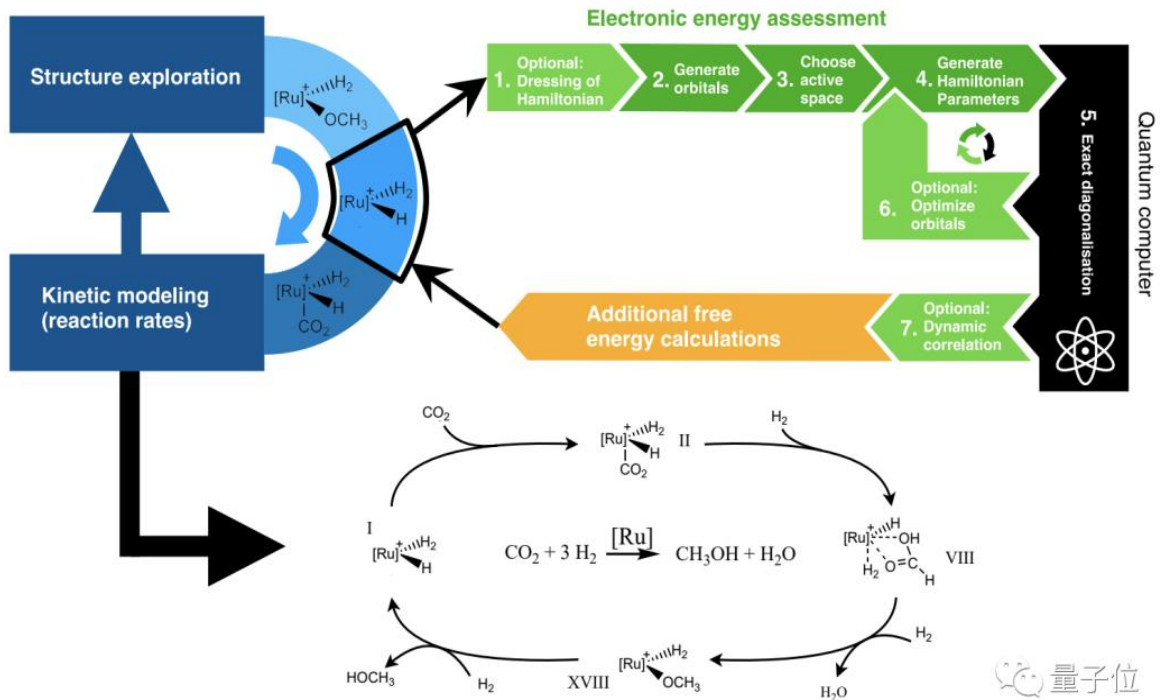 Electronic energy assessment
Structure exploration
[Ru]
+
H₂
OCH₃
1. Optional:
Dressing of
Hamiltonian
2. Generate
orbitals
3. Choose
active
space
4. Generate
Hamiltonian
Parameters
5. Exact diagonalisation
Quantum computer
[Ru]
+
H₂
H
6. Optional:
Optimize
orbitals
Kinetic modeling
(reaction rates)
[Ru]
+
H₂
H
CO₂
Additional free
energy calculations
7. Optional:
Dynamic
correlation
CO₂
H₂
[Ru]
+
H₂
H
CO₂
II
I
[Ru]
+
H₂
H
CO₂ + 3 H₂
[Ru]
CH₃OH + H₂O
[Ru]
+
H
OH
H₂
O
C
H
VIII
HOCH₃
H₂
XVIII
[Ru]
+
H₂
OCH₃
H₂O
H₂
量子位